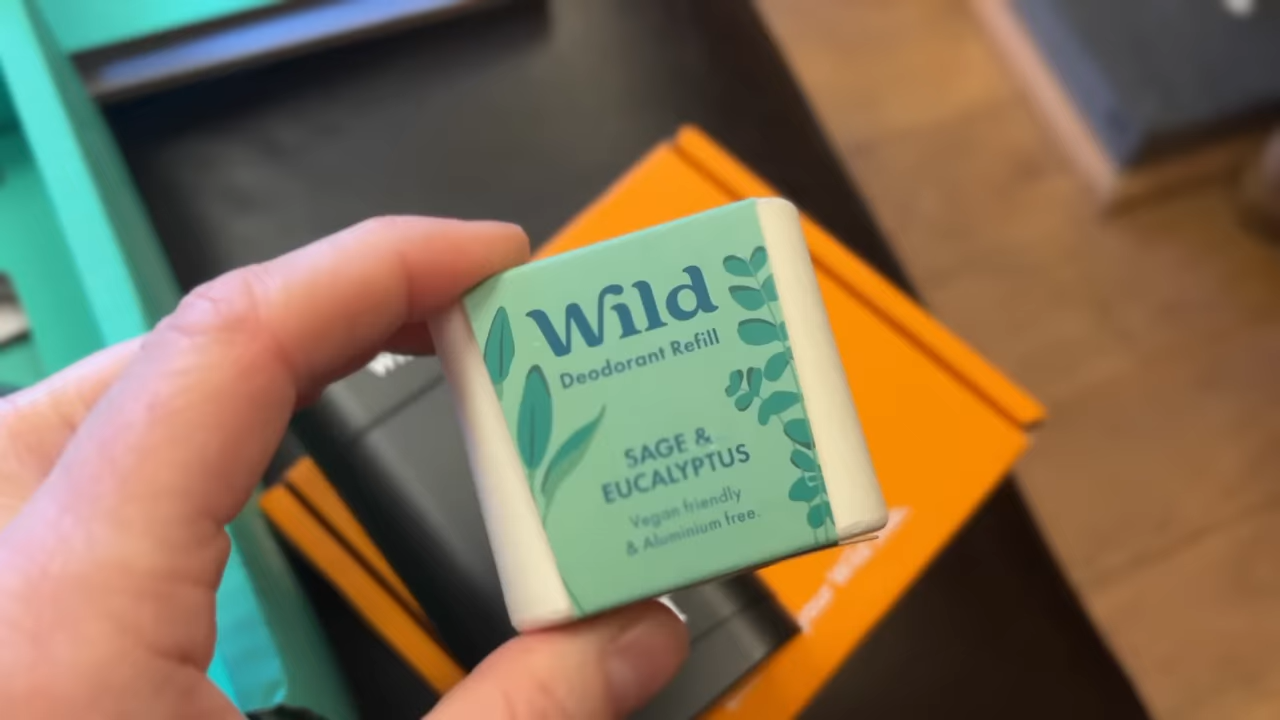 Wild
Deodorant Refill
SAGE &
EUCALYPTUS
Vegan friendly
& Aluminium free.